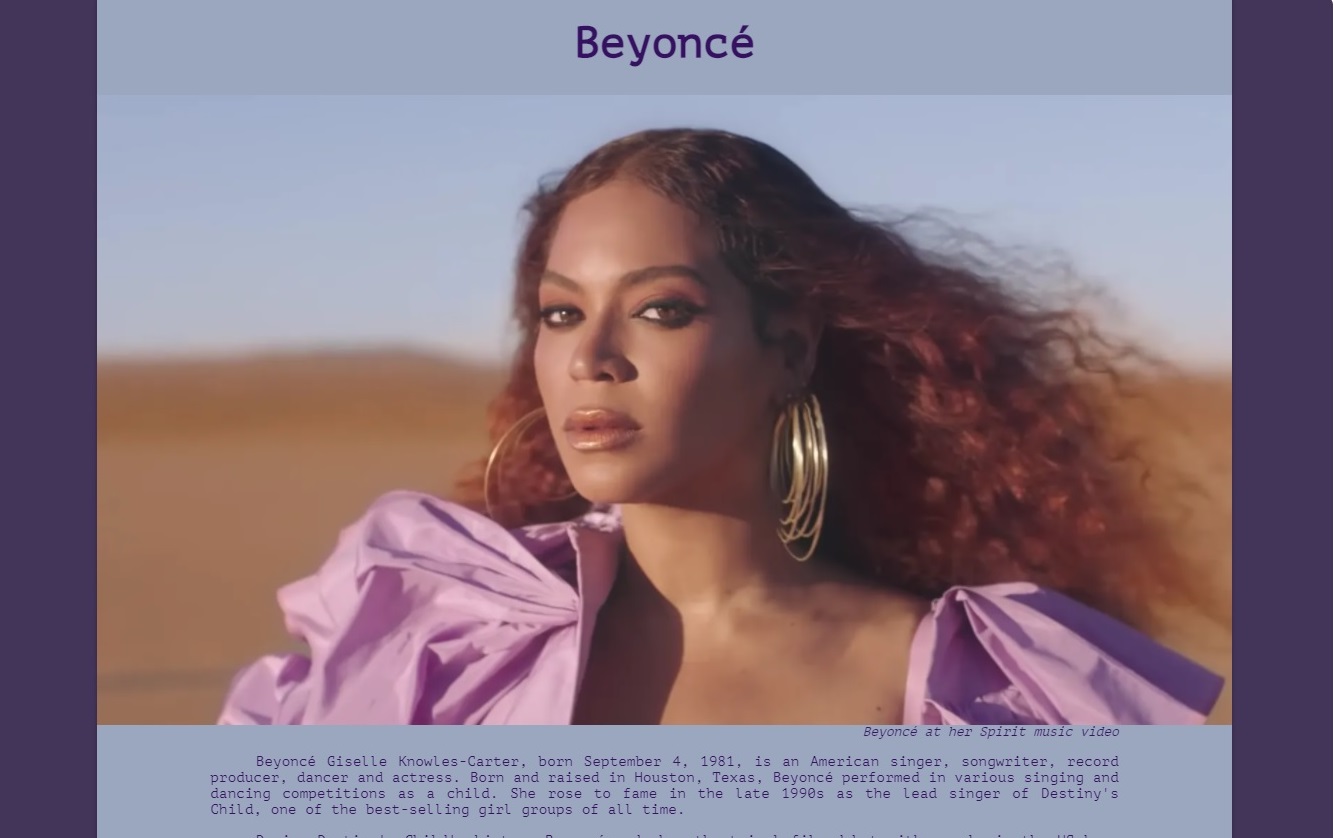 Beyoncé
Beyoncé at her Spirit music video
Beyoncé Giselle Knowles-Carter, born September 4, 1981, is an American singer, songwriter, record
producer, dancer and actress. Born and raised in Houston, Texas, Beyoncé performed in various singing and
dancing competitions as a child. She rose to fame in the late 1990s as the lead singer of Destiny's
Child, one of the best-selling girl groups of all time.